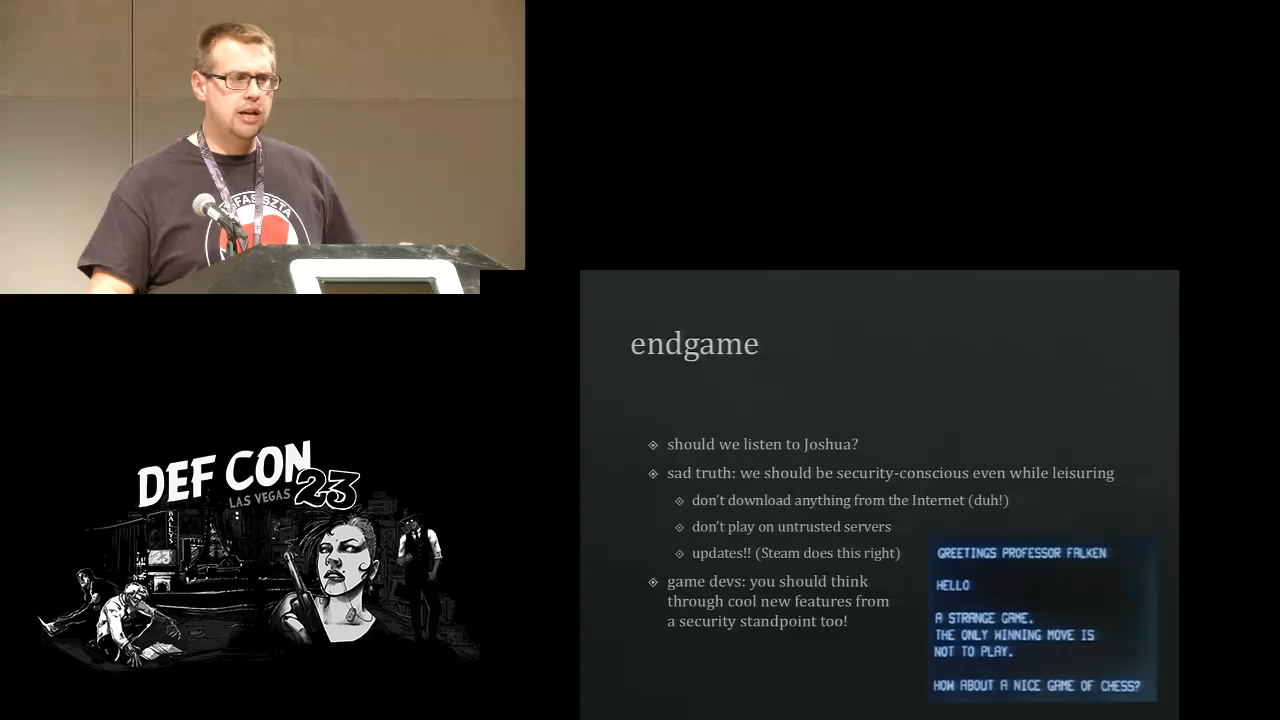 FASISZTA
endgame
should we listen to Joshua?
sad truth: we should be security-conscious even while leisuring
don’t download anything from the Internet (duh!)
don’t play on untrusted servers
updates!! (Steam does this right)
game devs: you should think
through cool new features from
a security standpoint too!
GREETINGS PROFESSOR FALKEN
HELLO
A STRANGE GAME.
THE ONLY WINNING MOVE IS
NOT TO PLAY.
HOW ABOUT A NICE GAME OF CHESS?
DEF CON
LAS VEGAS 23
BALLYS
23